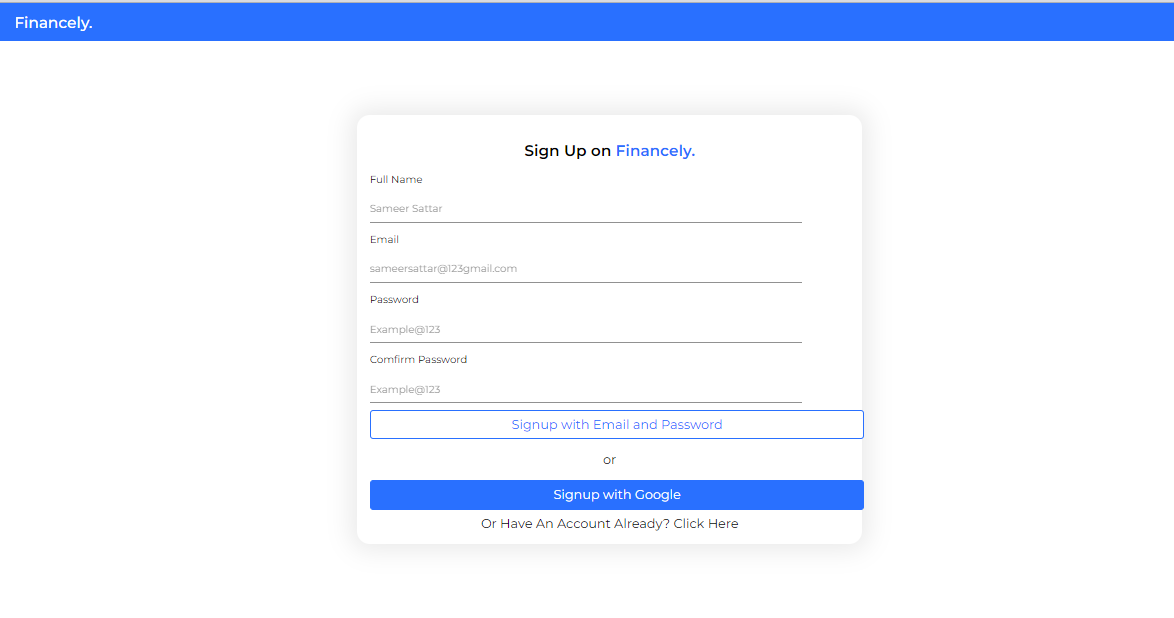 Financely.
Sign Up on Financely.
Full Name
Sameer Sattar
Email
sameersattar@123gmail.com
Password
Example@123
Comfirm Password
Example@123
Signup with Email and Password
or
Signup with Google
Or Have An Account Already? Click Here